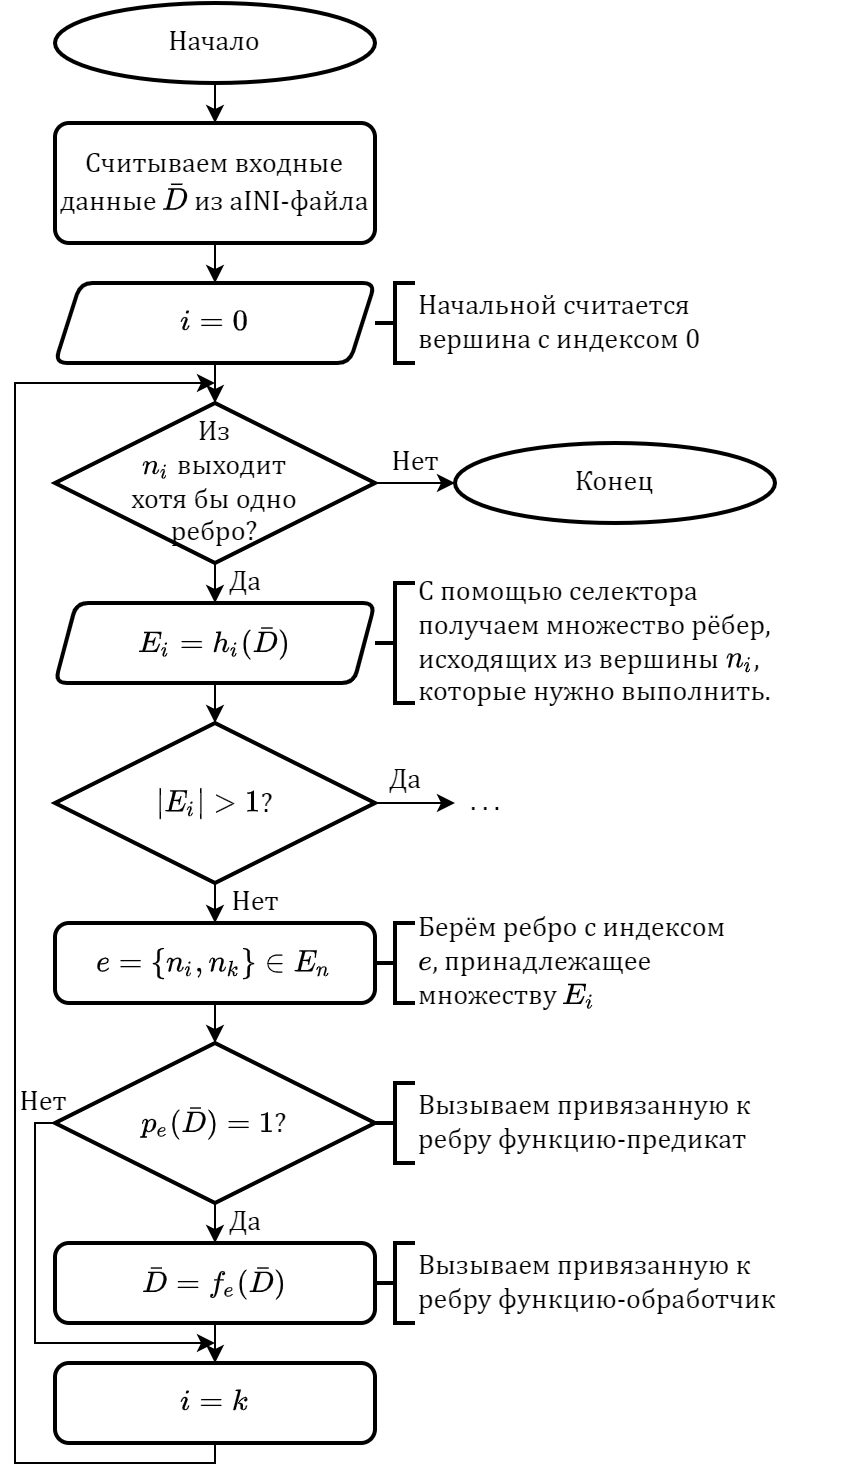 Начало
Считываем входные
данные D̄ из aINI-файла
i = 0
Начальной считается
вершина с индексом 0
Из
nᵢ выходит
хотя бы одно
ребро?
Нет
Конец
Да
Eᵢ = hᵢ(D̄)
С помощью селектора
получаем множество рёбер,
исходящих из вершины nᵢ,
которые нужно выполнить.
|Eᵢ| > 1?
Да
...
Нет
e = {nᵢ, nₖ} ∈ Eₙ
Берём ребро с индексом
e, принадлежащее
множеству Eᵢ
Нет
pₑ(D̄) = 1?
Вызываем привязанную к
ребру функцию-предикат
Да
D̄ = fₑ(D̄)
Вызываем привязанную к
ребру функцию-обработчик
i = k